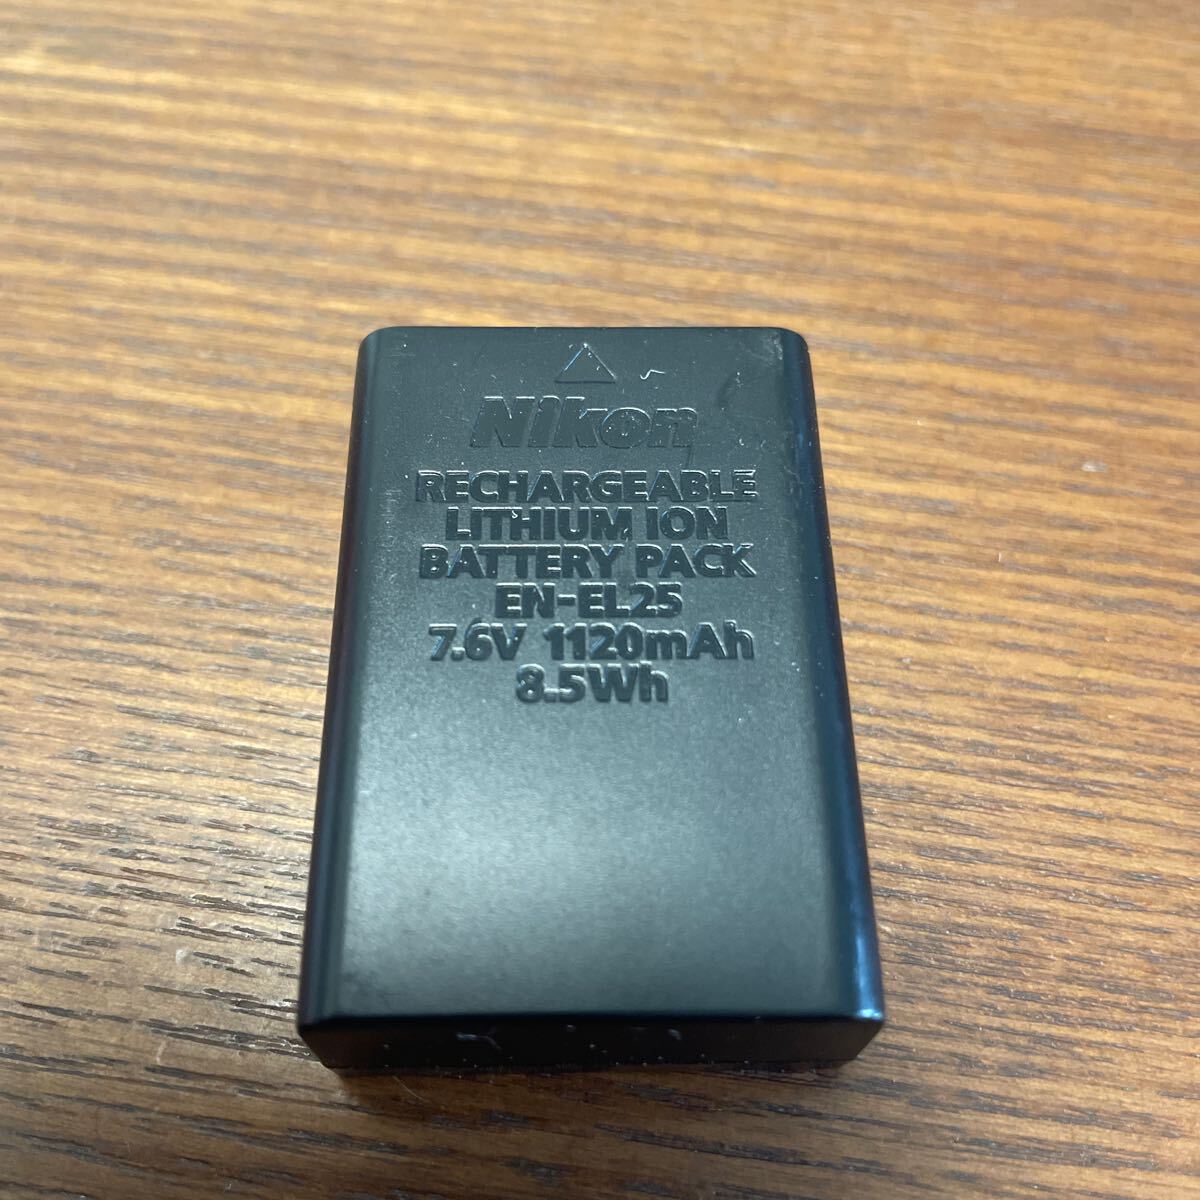 Nikon
RECHARGEABLE
LITHIUM ION
BATTERY PACK
EN-EL25
7.6V 1120mAh
8.5Wh